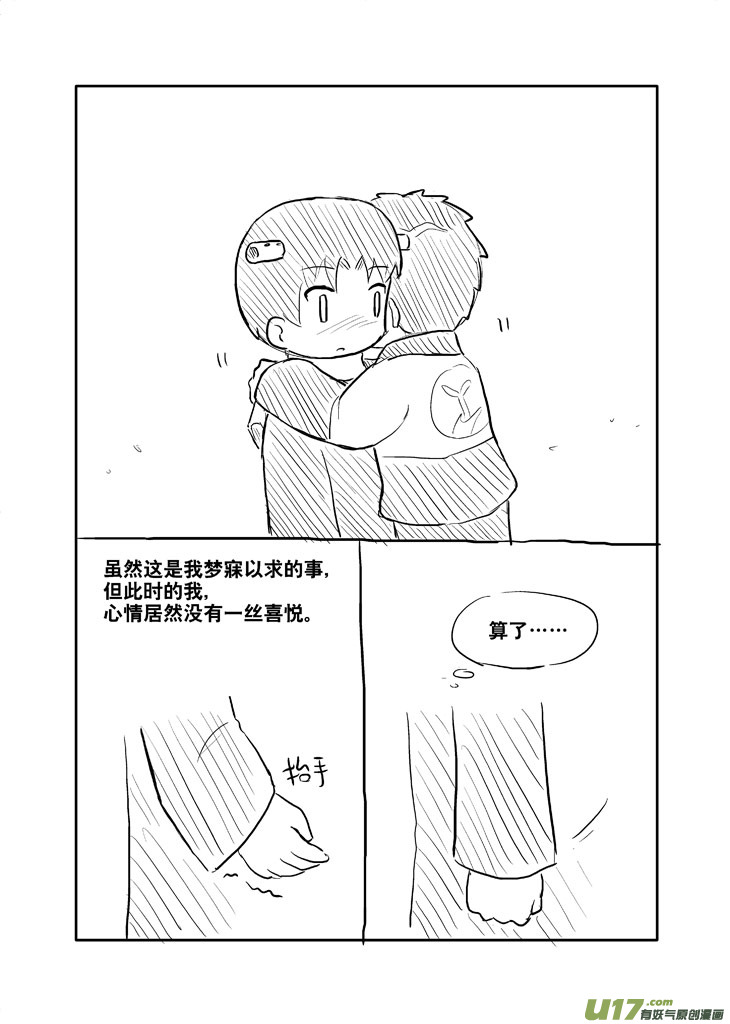 虽然这是我梦寐以求的事,
但此时的我,
心情居然没有一丝喜悦。
抬手
算了……
U17.com
有妖气原创漫画